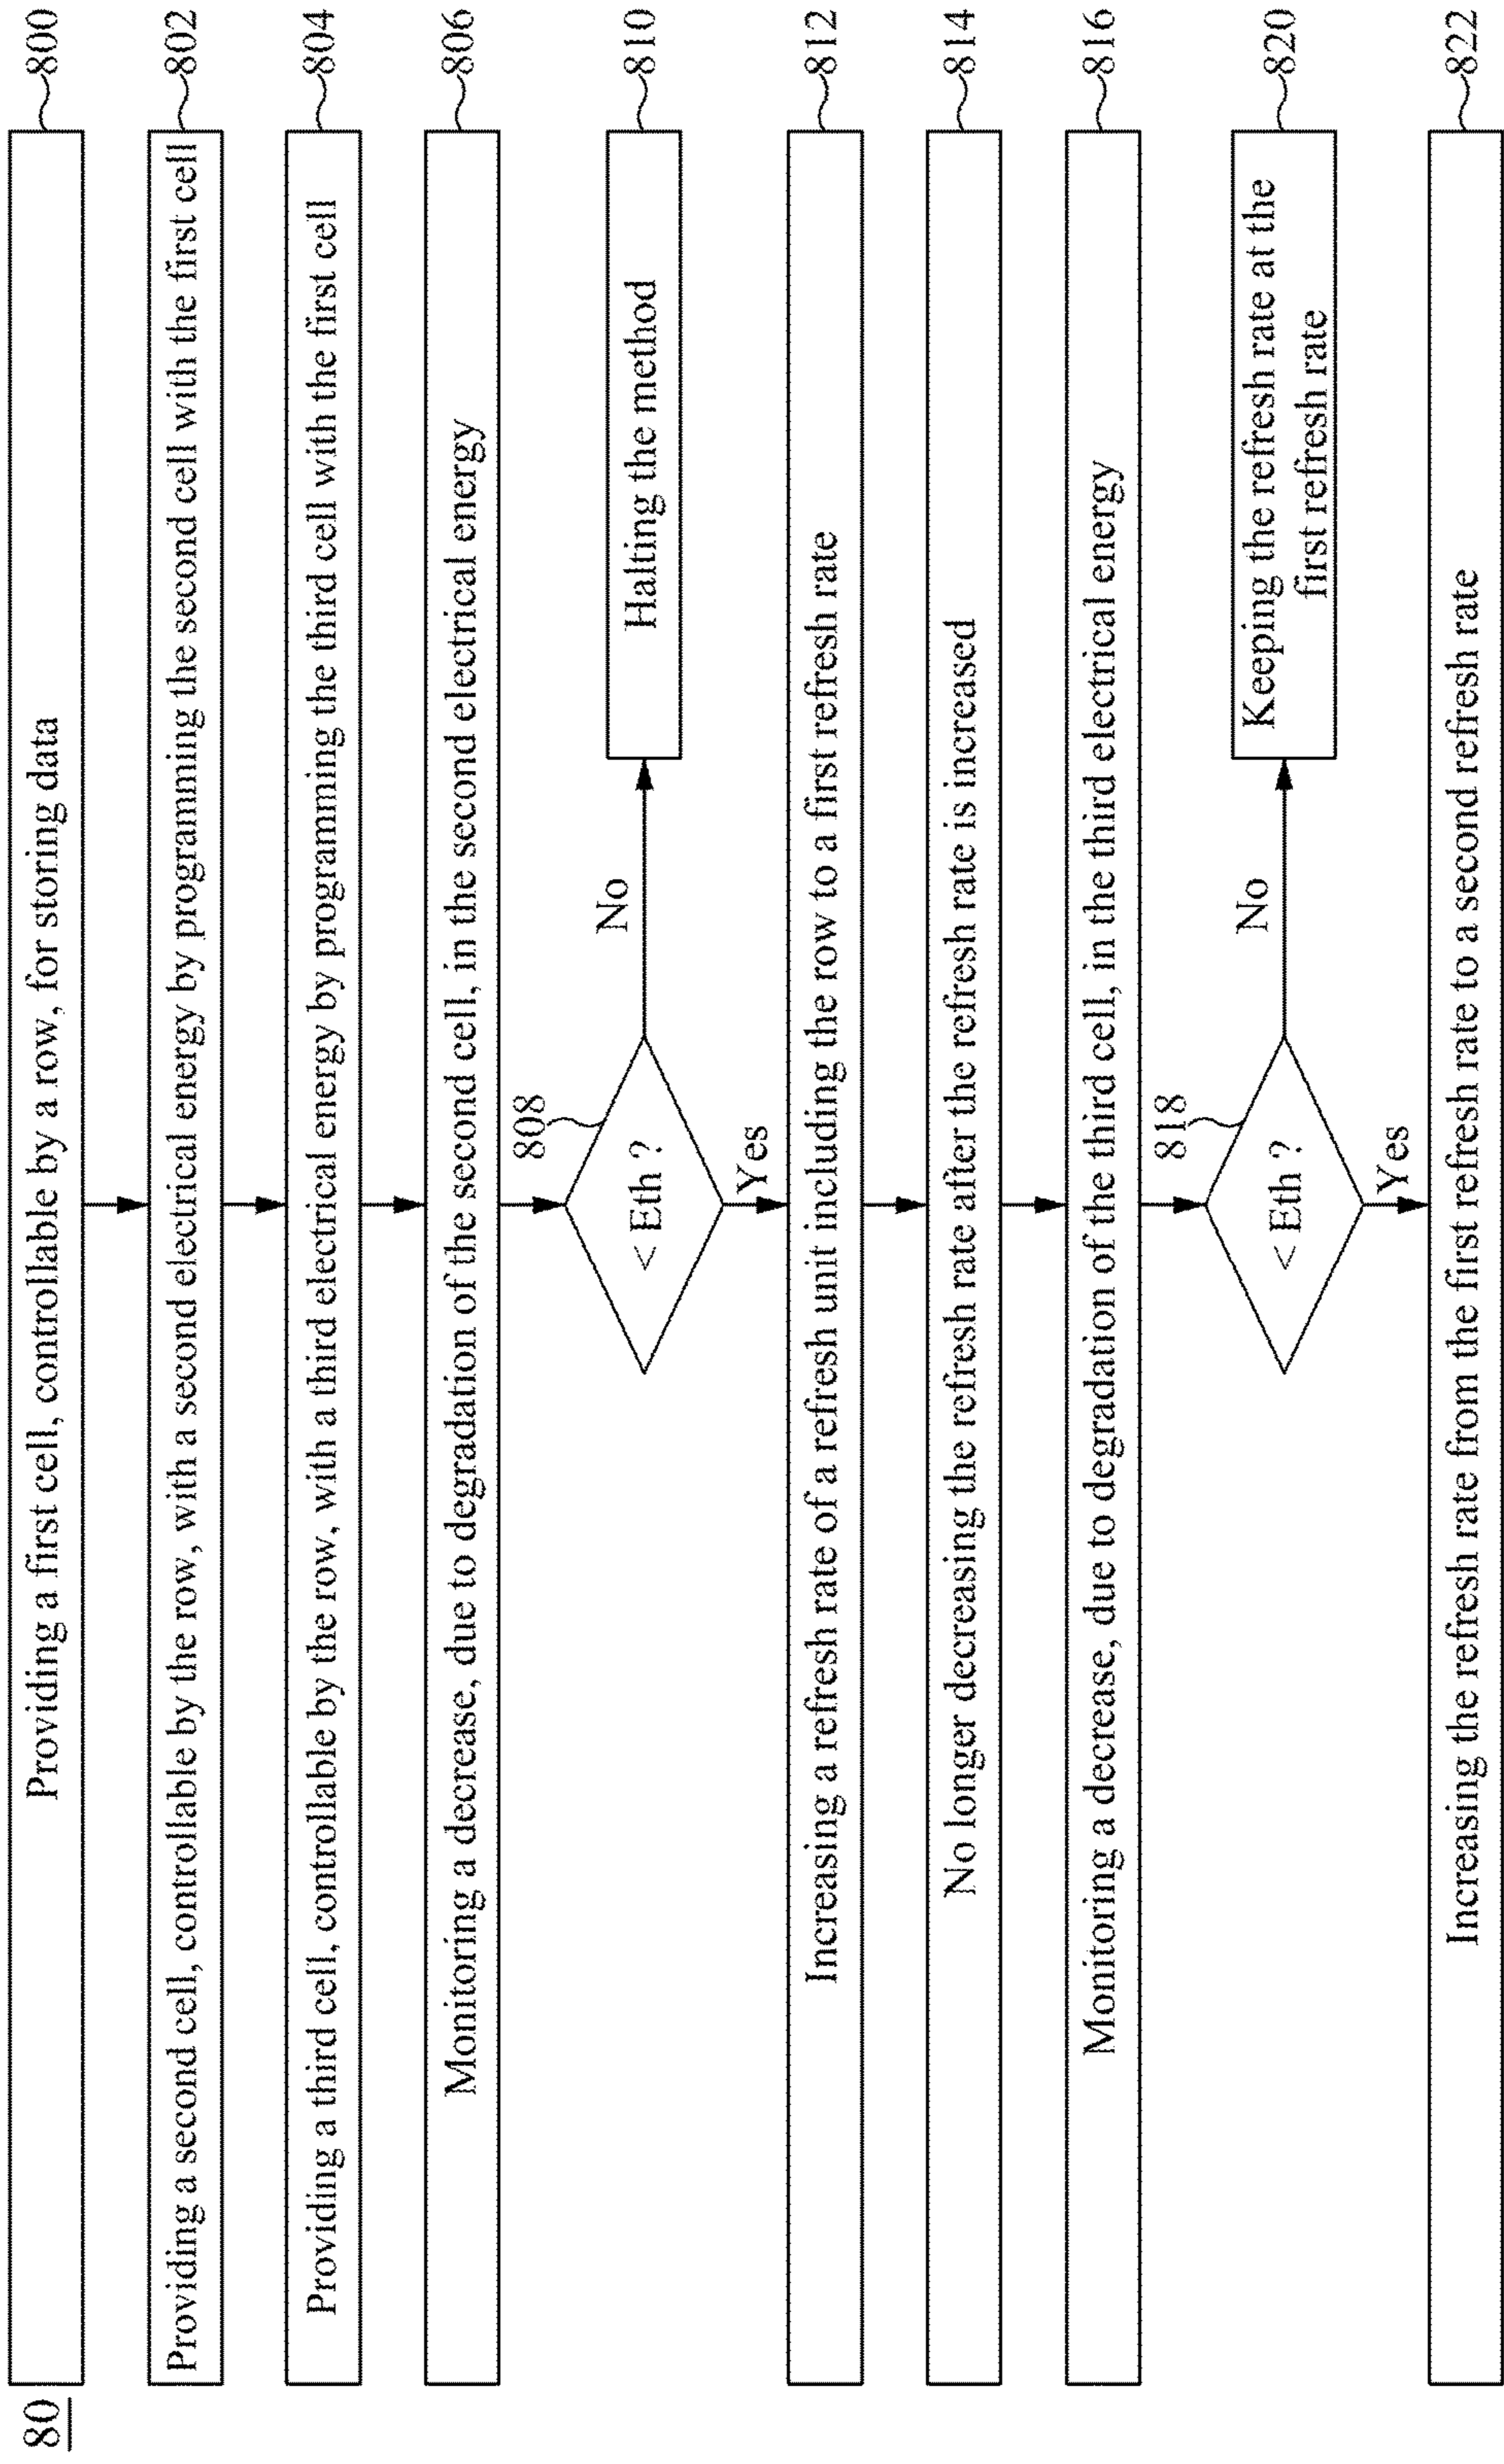 80
Providing a first cell, controllable by a row, for storing data
800
Providing a second cell, controllable by the row, with a second electrical energy by programming the second cell with the first cell
802
Providing a third cell, controllable by the row, with a third electrical energy by programming the third cell with the first cell
804
Monitoring a decrease, due to degradation of the second cell, in the second electrical energy
806
808
< Eth ?
No
Halting the method
810
Yes
Increasing a refresh rate of a refresh unit including the row to a first refresh rate
812
No longer decreasing the refresh rate after the refresh rate is increased
814
Monitoring a decrease, due to degradation of the third cell, in the third electrical energy
816
818
< Eth ?
No
Keeping the refresh rate at the
first refresh rate
820
Yes
Increasing the refresh rate from the first refresh rate to a second refresh rate
822